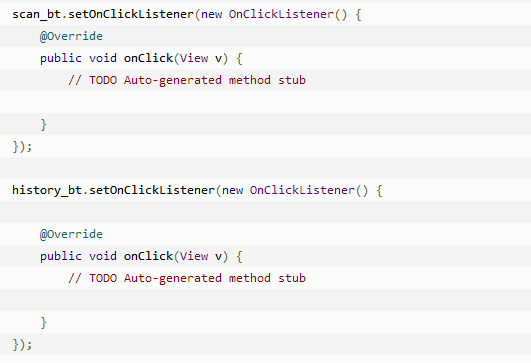 scan_bt.setOnClickListener(new OnClickListener() {
    @Override
    public void onClick(View v) {
        // TODO Auto-generated method stub

    }
});

history_bt.setOnClickListener(new OnClickListener() {

    @Override
    public void onClick(View v) {
        // TODO Auto-generated method stub

    }
});